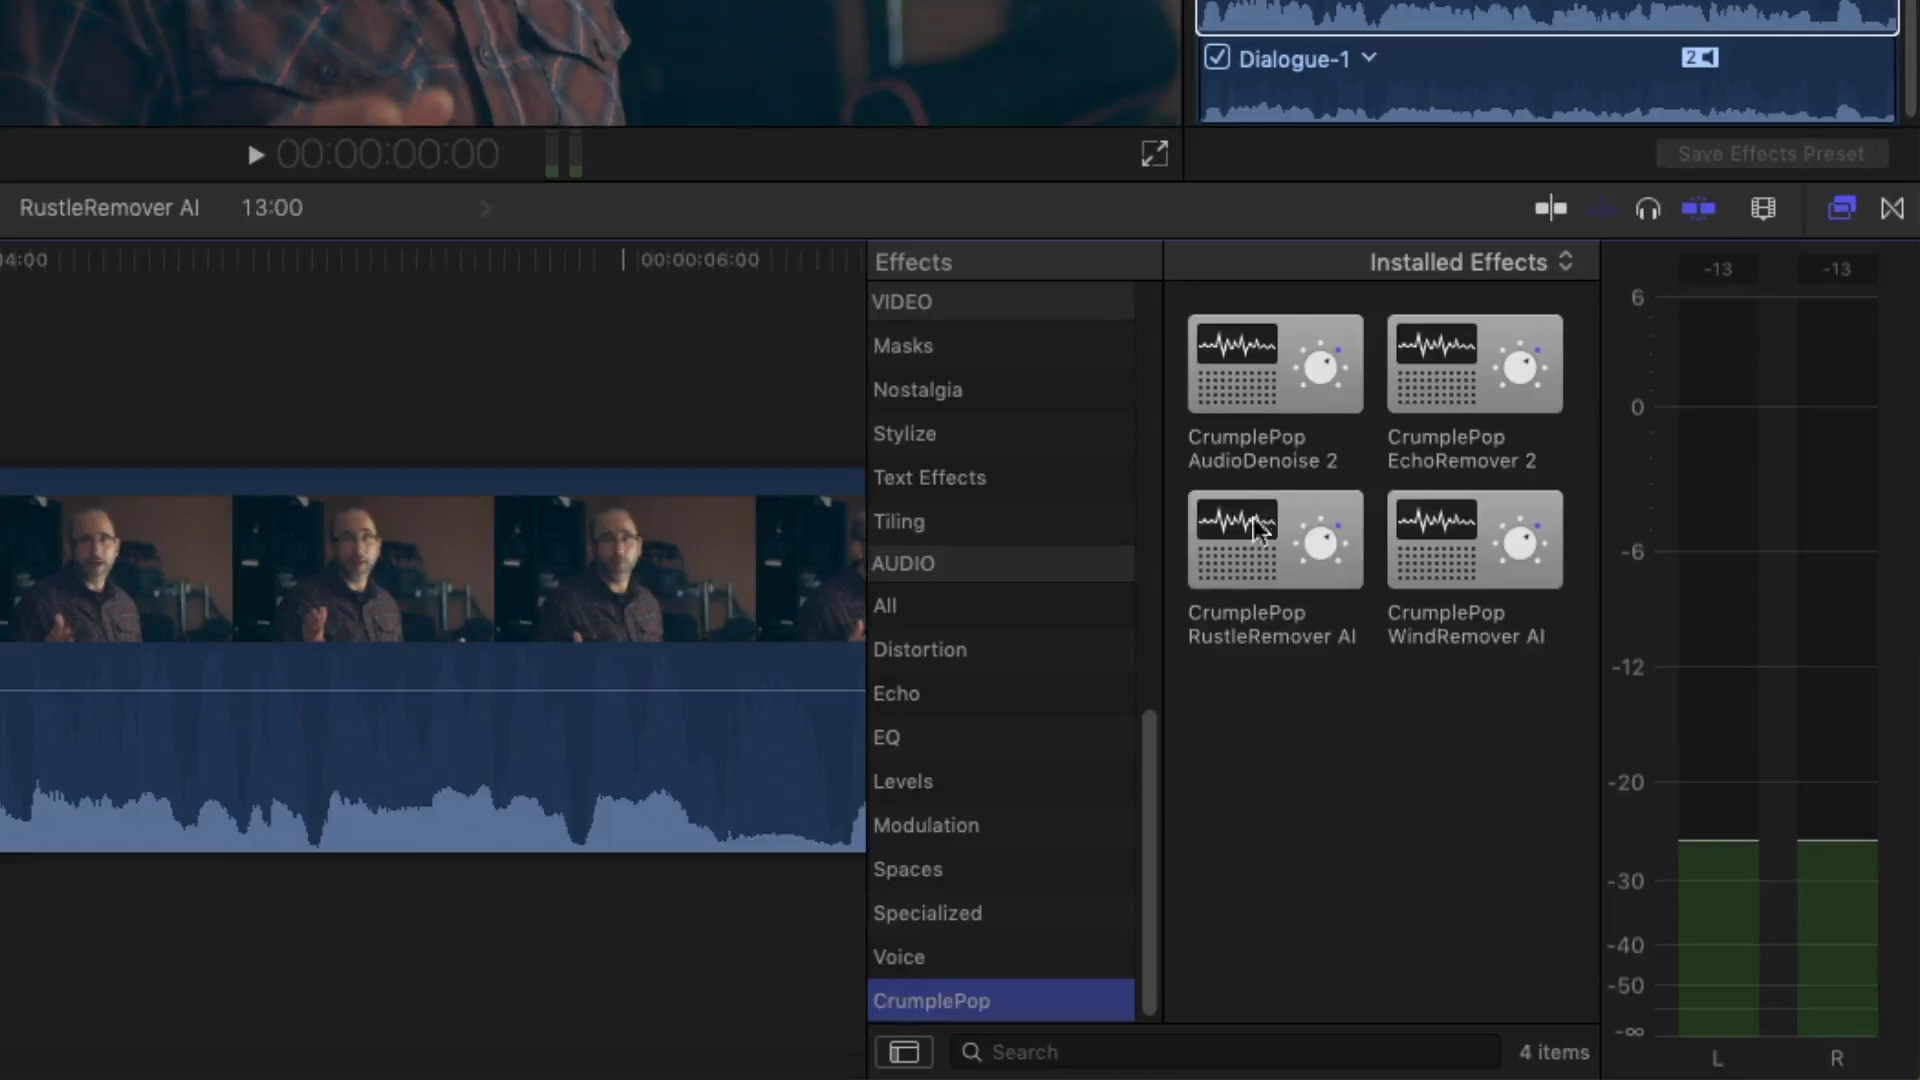 Dialogue-1
2
00:00:00:00
Save Effects Preset
RustleRemover AI 13:00
04:00
00:00:06:00
Effects
Installed Effects
VIDEO
Masks
Nostalgia
Stylize
Text Effects
Tiling
AUDIO
All
Distortion
Echo
EQ
Levels
Modulation
Spaces
Specialized
Voice
CrumplePop
CrumplePop
AudioDenoise 2
CrumplePop
EchoRemover 2
CrumplePop
RustleRemover AI
CrumplePop
WindRemover AI
Search
4 items
-13 -13
6
0
-6
-12
-20
-30
-40
-50
-∞
L R